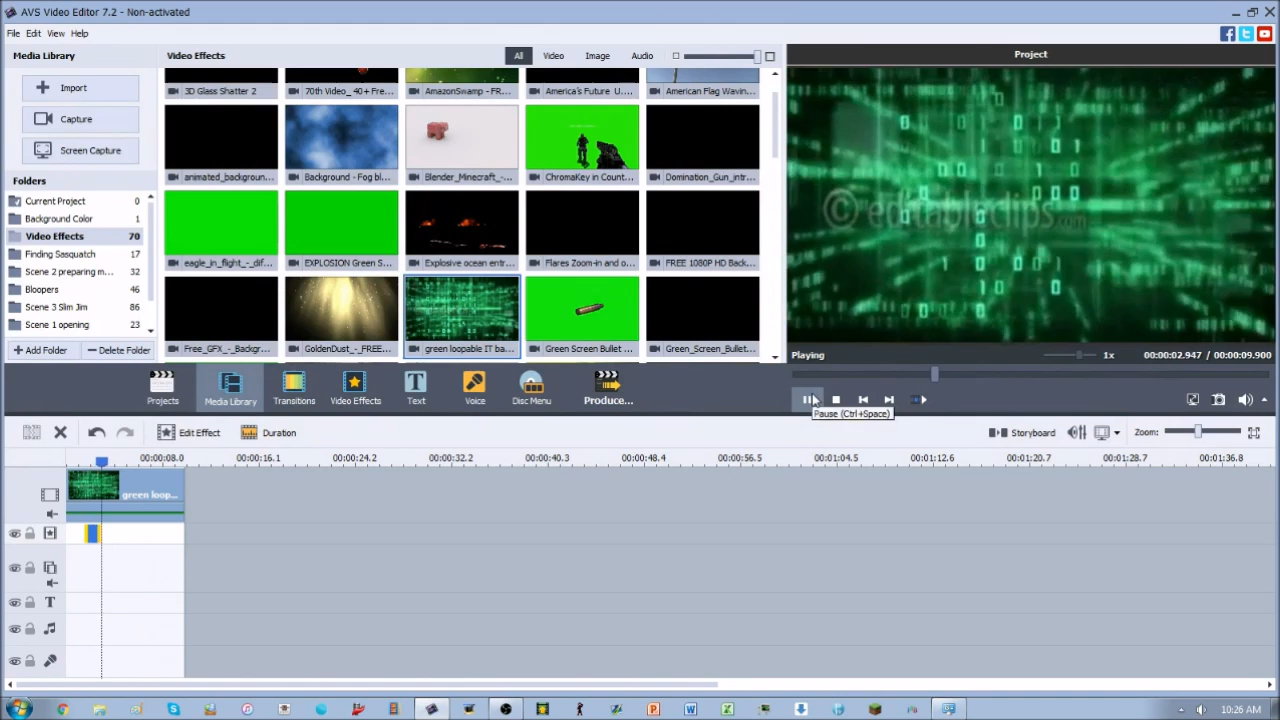 AVS Video Editor 7.2 - Non-activated
File Edit View Help
Media Library
Video Effects
All
Video
Image
Audio
Project
Import
Capture
Screen Capture
3D Glass Shatter 2
70th Video_ 40+ Fre...
AmazonSwamp - FR...
America's Future U.S....
American Flag Wavin...
animated_backgroun...
Background - Fog bl...
Blender_Minecraft_-...
ChromaKey in Count...
Domination_Gun_intr...
Folders
Current Project 0
Background Color 1
Video Effects 70
Finding Sasquatch 17
Scene 2 preparing m... 32
Bloopers 46
Scene 3 Slim Jim 86
Scene 1 opening 23
eagle_in_flight_-_dif...
EXPLOSION Green S...
Explosive ocean entr...
Flares Zoom-in and o...
FREE 1080P HD Back...
Free_GFX_-_Backgr...
GoldenDust_-_FREE...
green loopable IT ba...
Green Screen Bullet ...
Green_Screen_Bullet...
Add Folder
Delete Folder
© editableclips.com
Playing
1x
00:00:02.947 / 00:00:09.900
Pause (Ctrl+Space)
Projects
Media Library
Transitions
Video Effects
Text
Voice
Disc Menu
Produce...
Edit Effect
Duration
Storyboard
Zoom:
00:00:08.0 00:00:16.1 00:00:24.2 00:00:32.2 00:00:40.3 00:00:48.4 00:00:56.5 00:01:04.5 00:01:12.6 00:01:20.7 00:01:28.7 00:01:36.8
green loop...
10:26 AM